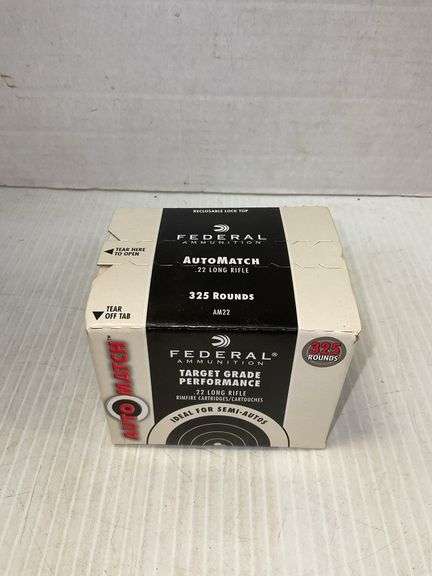 RECLOSABLE LOCK TOP
FEDERAL
AMMUNITION
TEAR HERE
TO OPEN
AUTOMATCH
.22 LONG RIFLE
325 ROUNDS
AM22
TEAR
OFF TAB
FEDERAL®
AMMUNITION
325
ROUNDS
TARGET GRADE
PERFORMANCE
.22 LONG RIFLE
RIMFIRE CARTRIDGES/CARTOUCHES
IDEAL FOR SEMI-AUTOS
AUTOMATCH